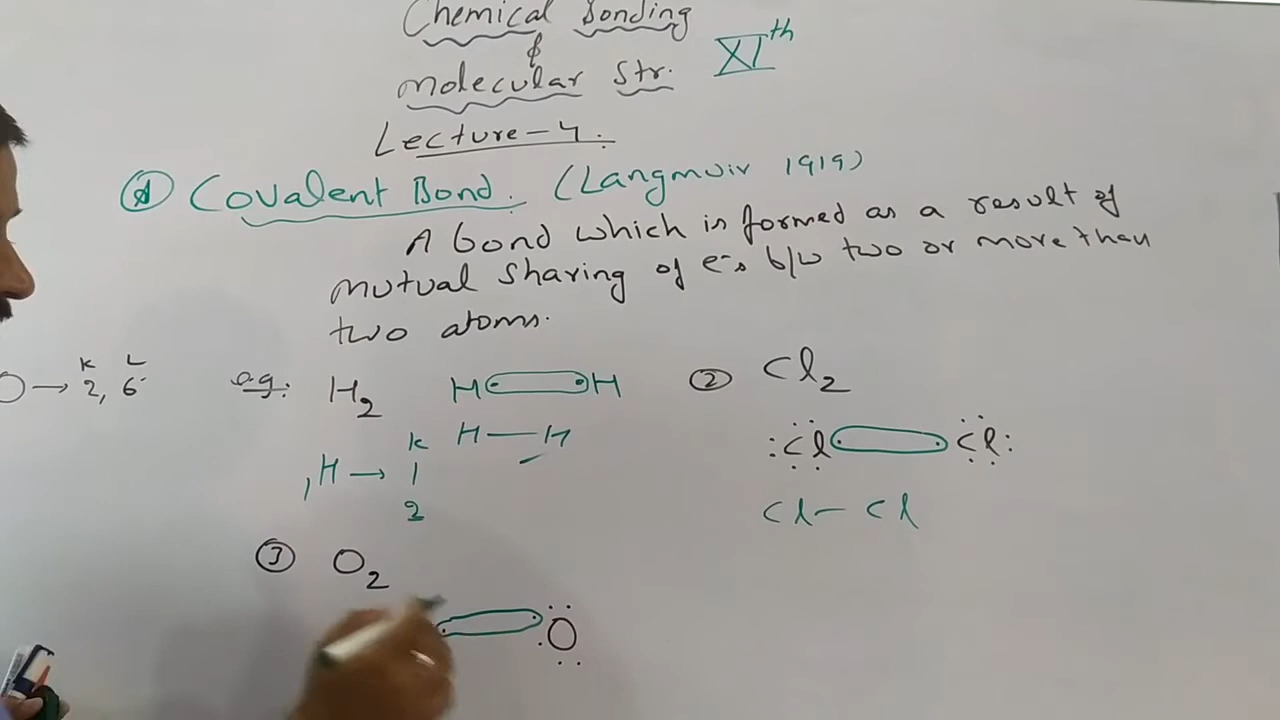 Chemical Bonding
&
Molecular Str. XIth
Lecture-4.
Covalent Bond. (Langmuir 1919)
A bond which is formed as a result of
mutual sharing of e-s b/w two or more than
two atoms.
K L
O → 2, 6
e.g. H2 H H
H — H
K
H → 1
2
② Cl2
:Cl Cl:
Cl — Cl
③ O2
O